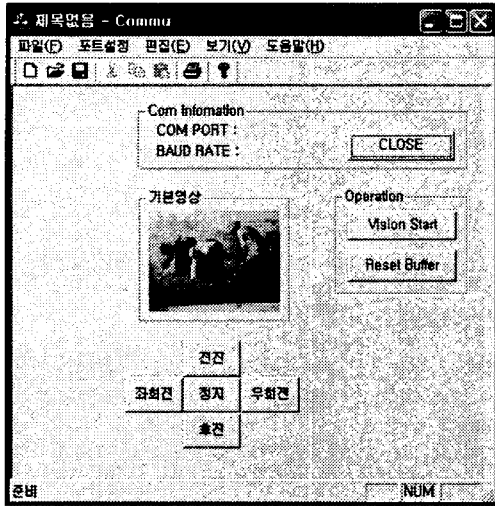 제목없음 - Commu
파일(F) 포트설정 편집(E) 보기(V) 도움말(H)
Com Infomation
COM PORT :
BAUD RATE :
CLOSE
기본영상
Operation
Vision Start
Reset Buffer
전진
좌회전 정지 우회전
후진
준비
NUM